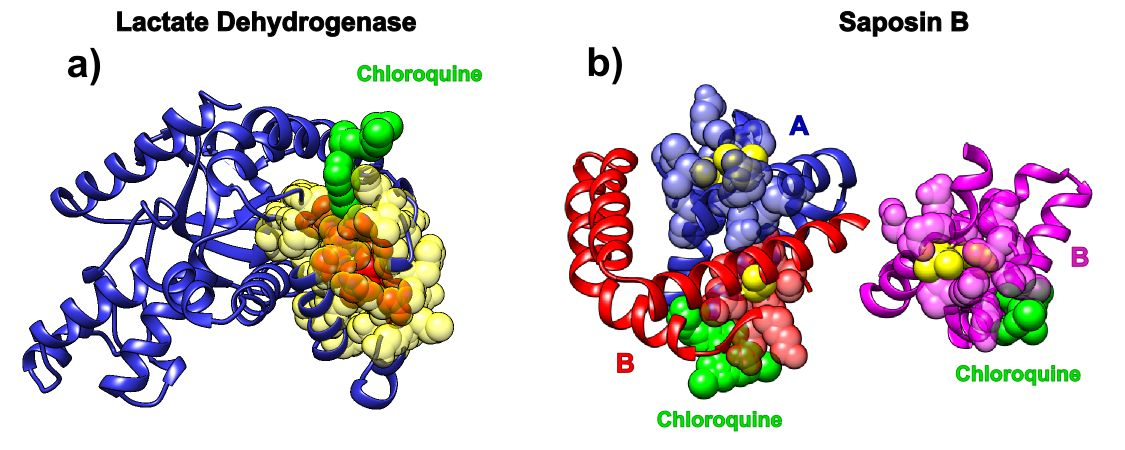 Lactate Dehydrogenase
Saposin B
a)
b)
Chloroquine
A
B
B
Chloroquine
Chloroquine